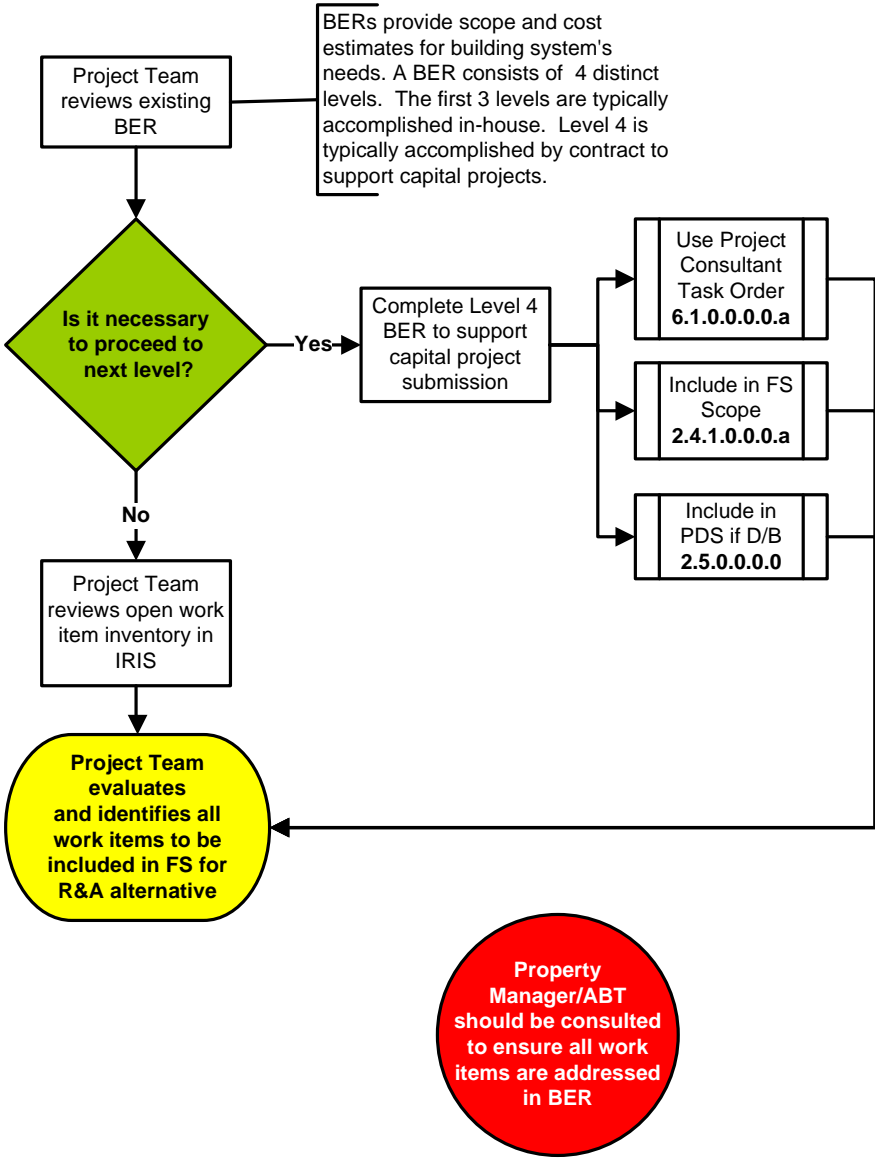 Project Team
reviews existing
BER
BERs provide scope and cost
estimates for building system's
needs. A BER consists of 4 distinct
levels. The first 3 levels are typically
accomplished in-house. Level 4 is
typically accomplished by contract to
support capital projects.
Is it necessary
to proceed to
next level?
Yes
Complete Level 4
BER to support
capital project
submission
Use Project
Consultant
Task Order
6.1.0.0.0.0.a
Include in FS
Scope
2.4.1.0.0.0.a
Include in
PDS if D/B
2.5.0.0.0.0
No
Project Team
reviews open work
item inventory in
IRIS
Project Team
evaluates
and identifies all
work items to be
included in FS for
R&A alternative
Property
Manager/ABT
should be consulted
to ensure all work
items are addressed
in BER